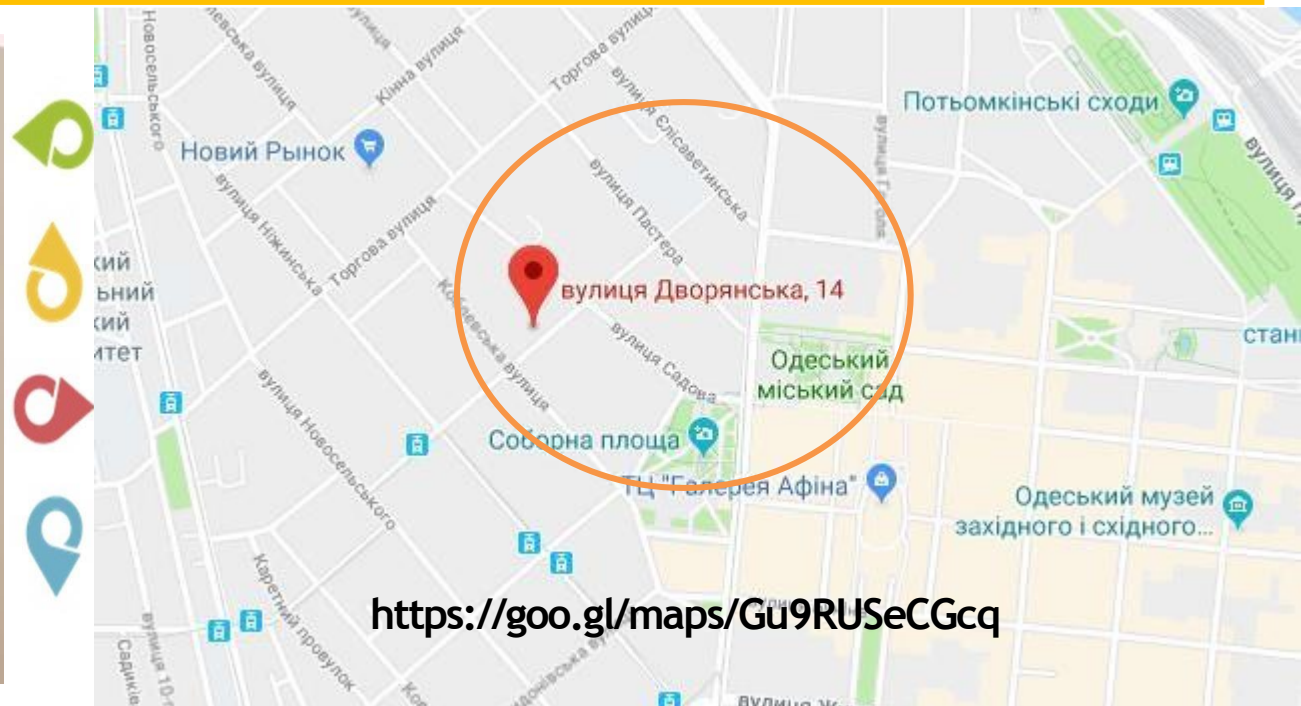 Новосельського
Кінна вулиця
Торгова вулиця
вулиця Єлісаветинська
Потьомкінські сходи
Новий Рынок
вулиця Пастера
вулиця Ніжинська
Торгова вулиця
вулиця Дворянська, 14
Коблевська вулиця
вулиця Садова
Одеський
міський сад
Соборна площа
ТЦ "Галерея Афіна"
вулиця Новосельського
Одеський музей
західного і східного...
Каретний провулок
https://goo.gl/maps/Gu9RUSeCGcq